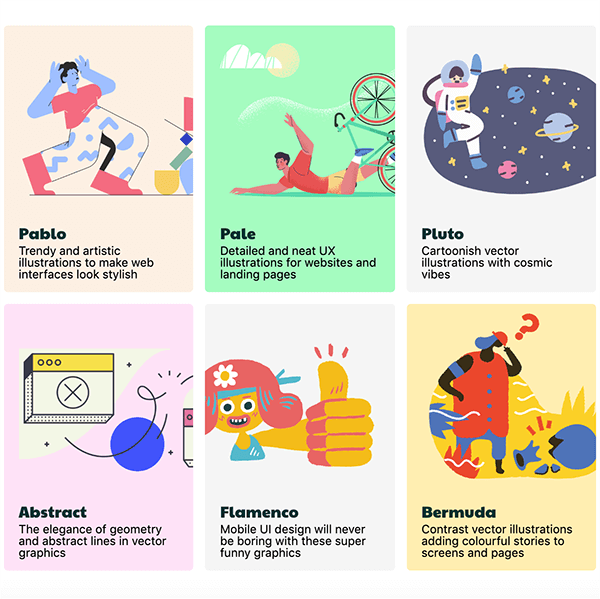 Pablo
Trendy and artistic
illustrations to make web
interfaces look stylish
Pale
Detailed and neat UX
illustrations for websites and
landing pages
Pluto
Cartoonish vector
illustrations with cosmic
vibes
Abstract
The elegance of geometry
and abstract lines in vector
graphics
Flamenco
Mobile UI design will never
be boring with these super
funny graphics
?
Bermuda
Contrast vector illustrations
adding colourful stories to
screens and pages